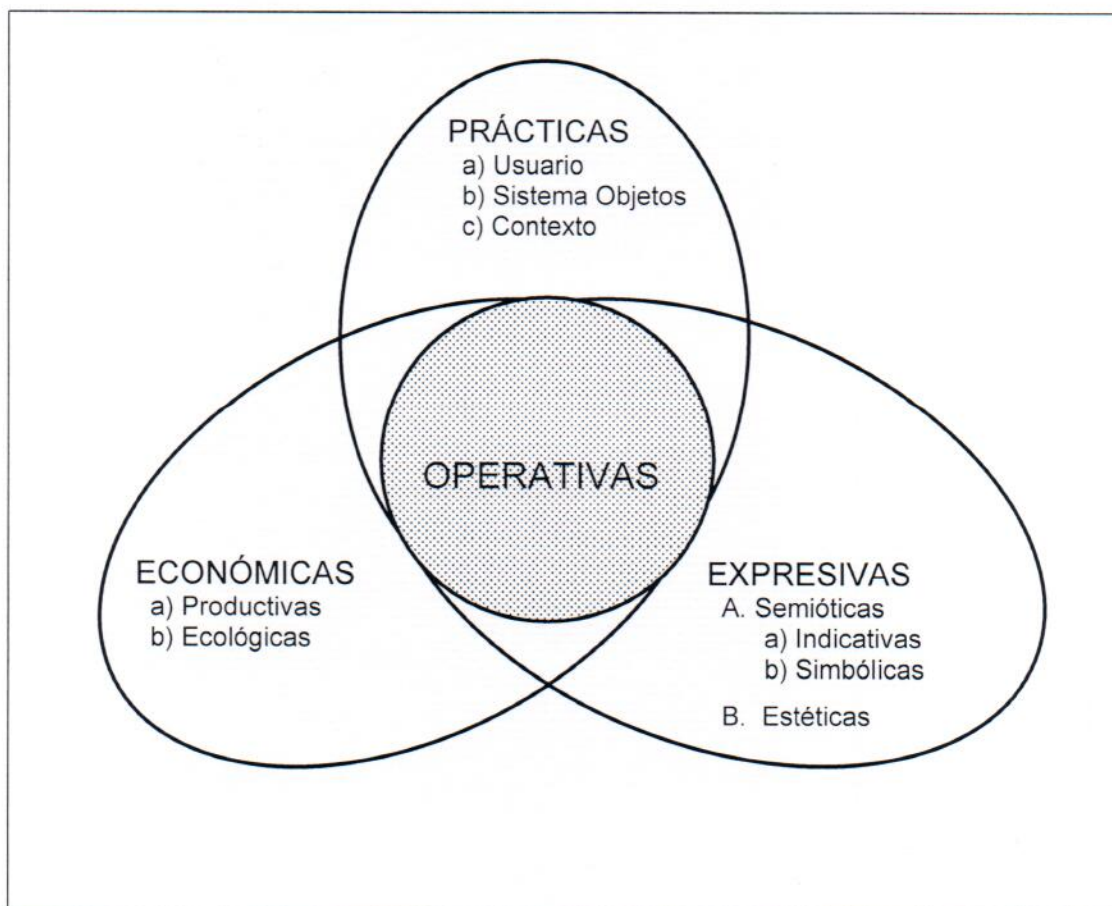 PRÁCTICAS
a) Usuario
b) Sistema Objetos
c) Contexto
OPERATIVAS
ECONÓMICAS
a) Productivas
b) Ecológicas
EXPRESIVAS
A. Semióticas
a) Indicativas
b) Simbólicas
B. Estéticas